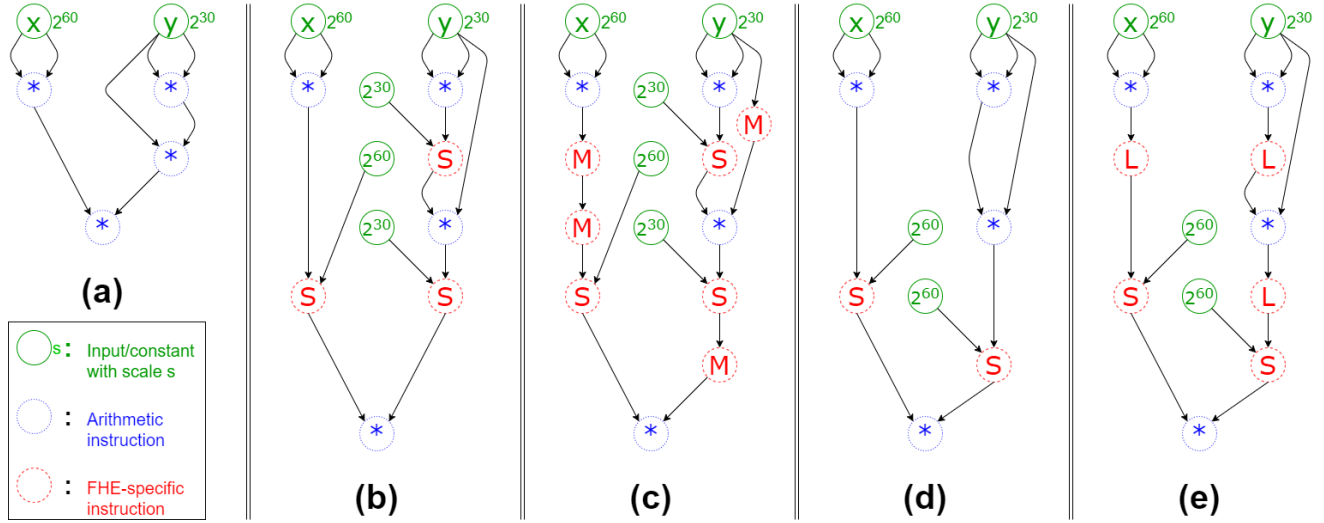 x 2^60 y 2^30
* *
*
*
(a)
s : Input/constant
with scale s
: Arithmetic
instruction
: FHE-specific
instruction
x 2^60 y 2^30
* 2^30 *
2^60 S
2^30 *
S S
*
(b)
x 2^60 y 2^30
* 2^30 *
M
M 2^60 S
M 2^30 *
S S
M
*
(c)
x 2^60 y 2^30
* *
2^60 *
S 2^60
S
*
(d)
x 2^60 y 2^30
* *
L L
2^60 *
S 2^60 L
S
*
(e)